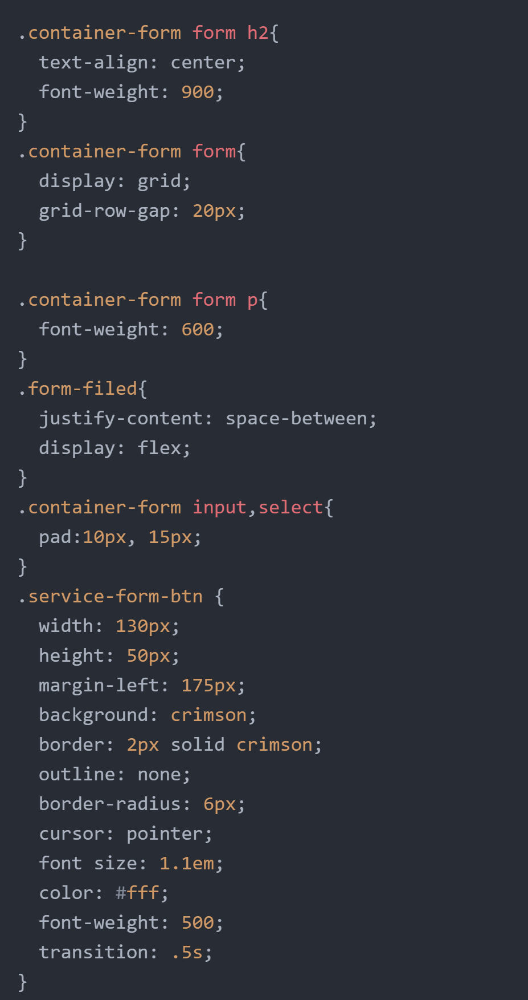 .container-form form h2{
  text-align: center;
  font-weight: 900;
}
.container-form form{
  display: grid;
  grid-row-gap: 20px;
}

.container-form form p{
  font-weight: 600;
}
.form-filed{
  justify-content: space-between;
  display: flex;
}
.container-form input,select{
  pad:10px, 15px;
}
.service-form-btn {
  width: 130px;
  height: 50px;
  margin-left: 175px;
  background: crimson;
  border: 2px solid crimson;
  outline: none;
  border-radius: 6px;
  cursor: pointer;
  font size: 1.1em;
  color: #fff;
  font-weight: 500;
  transition: .5s;
}